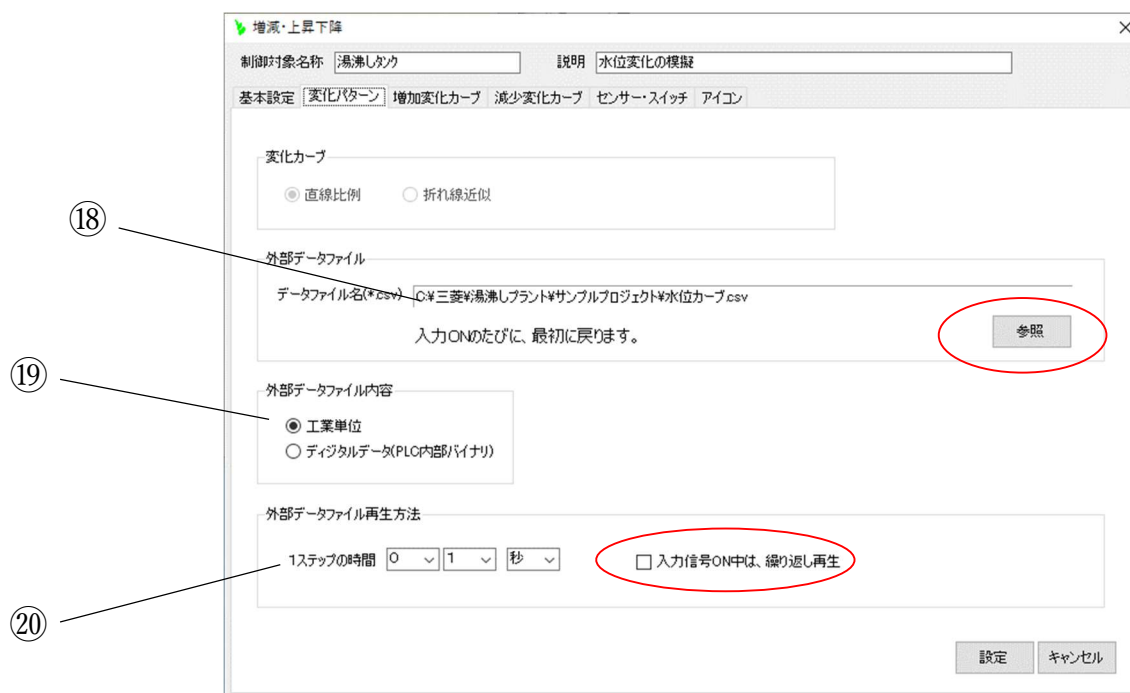 増減・上昇下降
制御対象名称 湯沸しタンク 説明 水位変化の模擬
基本設定 変化パターン 増加変化カーブ 減少変化カーブ センサー・スイッチ アイコン
変化カーブ
直線比例 折れ線近似
⑱
外部データファイル
データファイル名(*.csv) C:¥三菱¥湯沸しプラント¥サンプルプロジェクト¥水位カーブ.csv
入力ONのたびに、最初に戻ります。 参照
⑲
外部データファイル内容
工業単位
ディジタルデータ(PLC内部バイナリ)
外部データファイル再生方法
1ステップの時間 0 1 秒 入力信号ON中は、繰り返し再生
⑳
設定 キャンセル